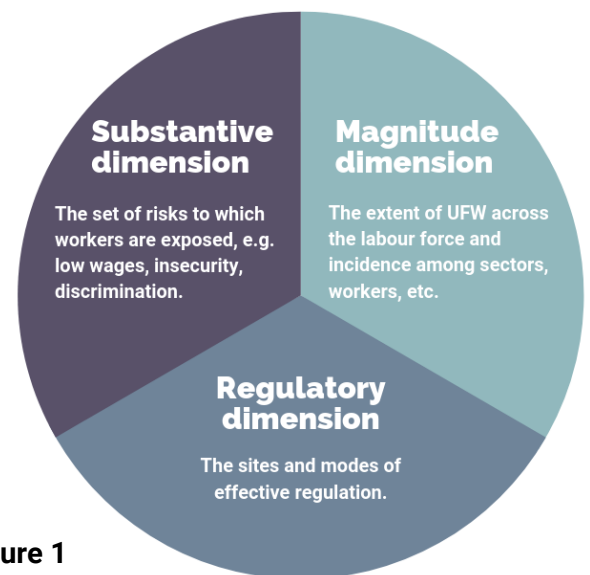 Substantive
dimension
The set of risks to which
workers are exposed, e.g.
low wages, insecurity,
discrimination.
Magnitude
dimension
The extent of UFW across
the labour force and
incidence among sectors,
workers, etc.
Regulatory
dimension
The sites and modes of
effective regulation.
ure 1